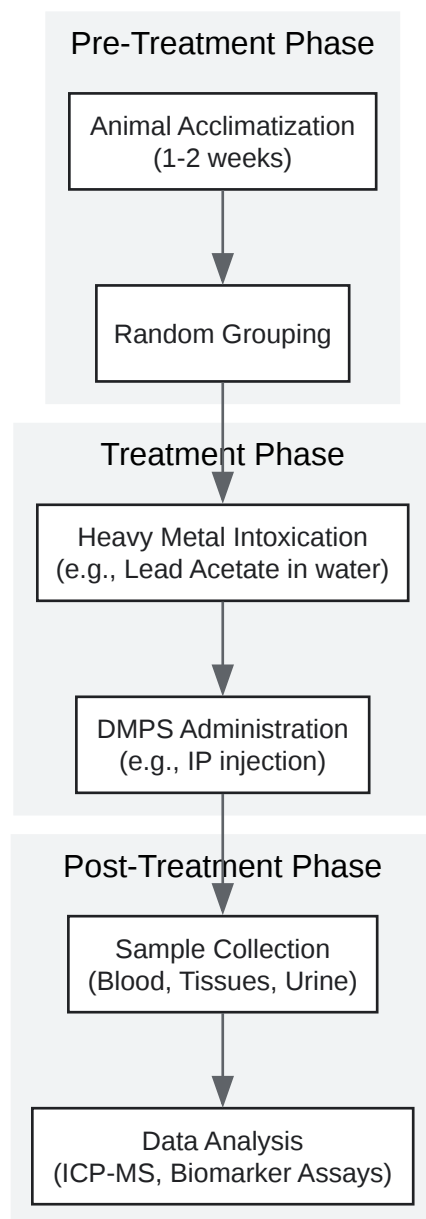 Pre-Treatment Phase
Animal Acclimatization
(1-2 weeks)
Random Grouping
Treatment Phase
Heavy Metal Intoxication
(e.g., Lead Acetate in water)
DMPS Administration
(e.g., IP injection)
Post-Treatment Phase
Sample Collection
(Blood, Tissues, Urine)
Data Analysis
(ICP-MS, Biomarker Assays)